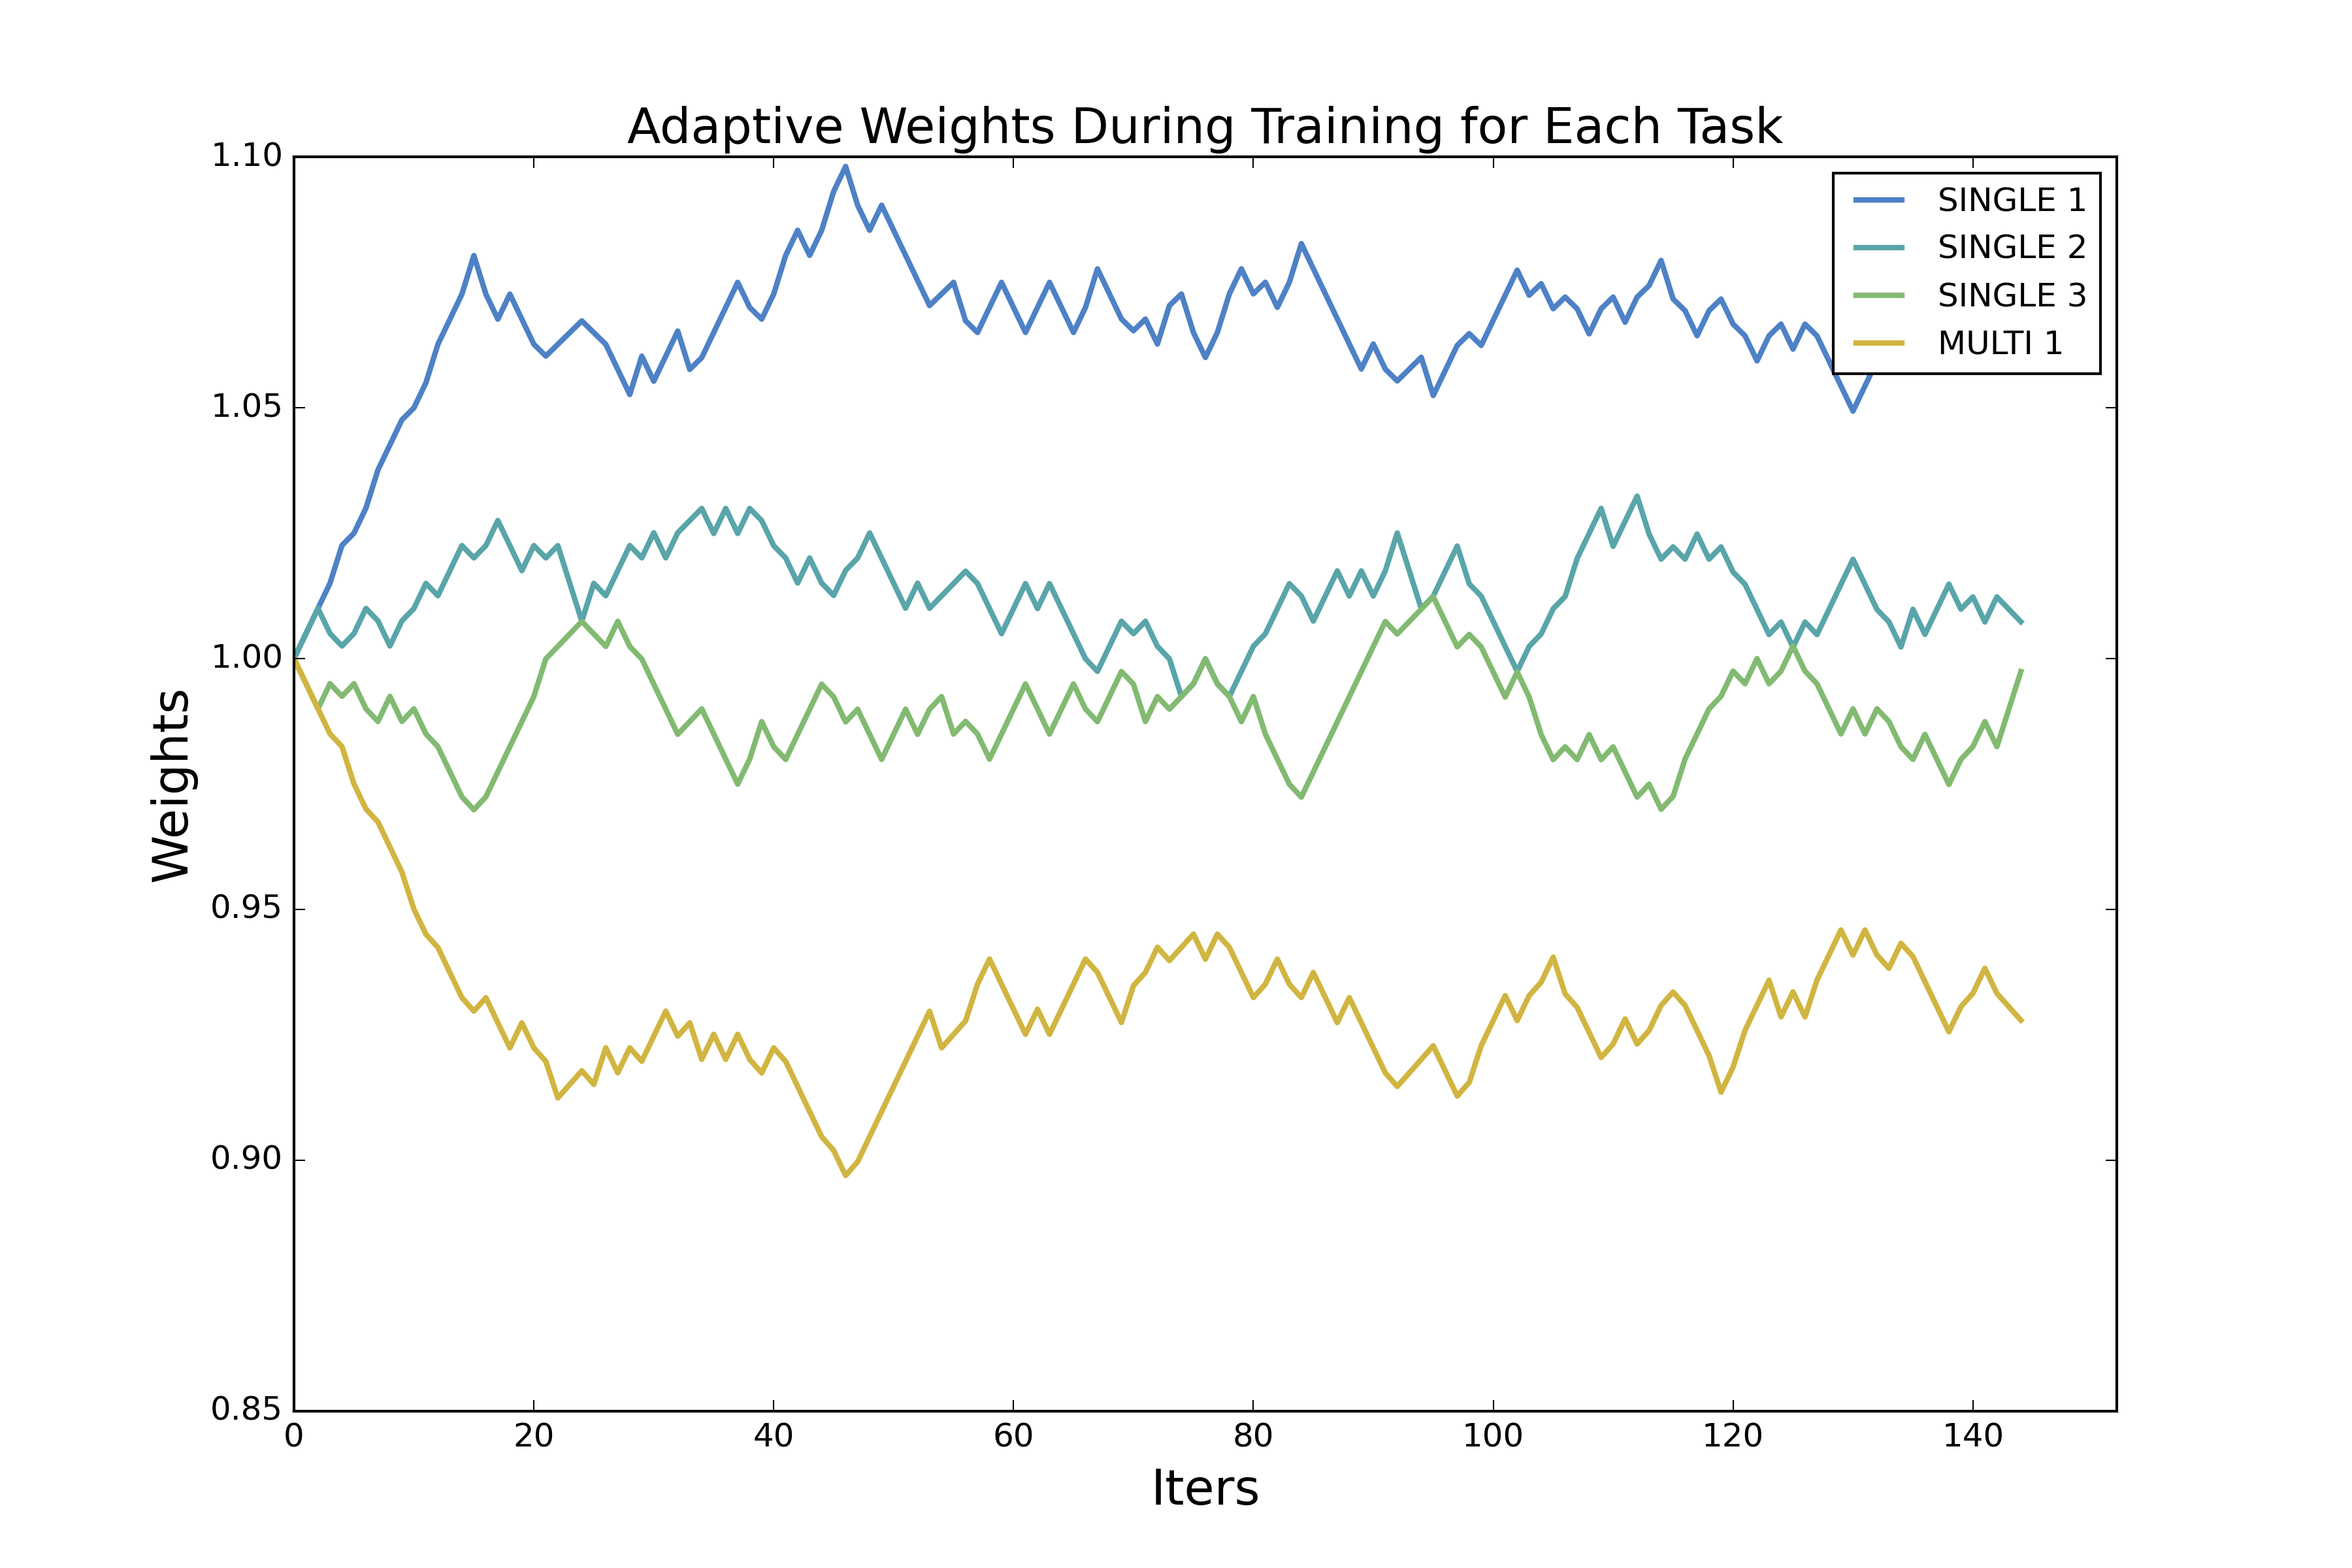 Adaptive Weights During Training for Each Task
1.10
1.05
1.00
0.95
0.90
0.85
Weights
SINGLE 1
SINGLE 2
SINGLE 3
MULTI 1
0 20 40 60 80 100 120 140
Iters